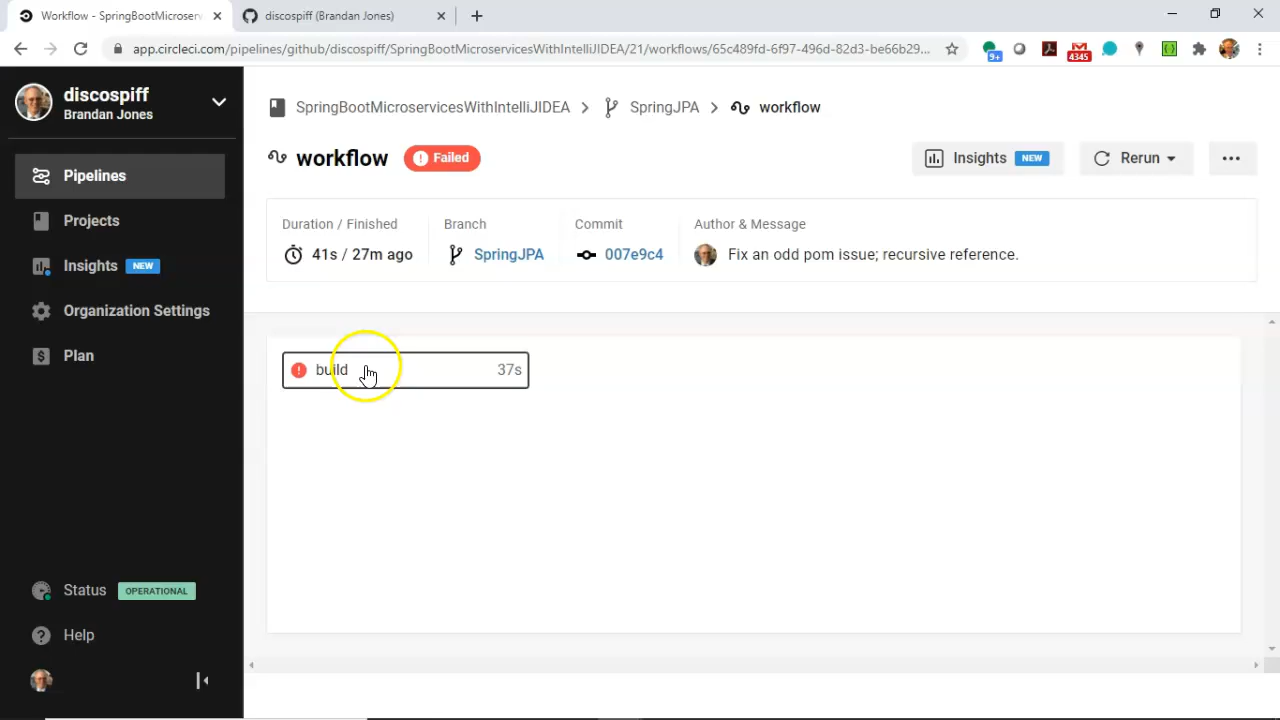 Workflow - SpringBootMicroserv
discospiff (Brandan Jones)
app.circleci.com/pipelines/github/discospiff/SpringBootMicroservicesWithIntelliJIDEA/21/workflows/65c489fd-6f97-496d-82d3-be66b29...
9+
4345
discospiff
Brandan Jones
SpringBootMicroservicesWithIntelliJIDEA > SpringJPA > workflow
workflow Failed
Insights NEW
Rerun
Pipelines
Projects
Insights NEW
Organization Settings
Plan
Status OPERATIONAL
Help
Duration / Finished
41s / 27m ago
Branch
SpringJPA
Commit
007e9c4
Author & Message
Fix an odd pom issue; recursive reference.
build 37s